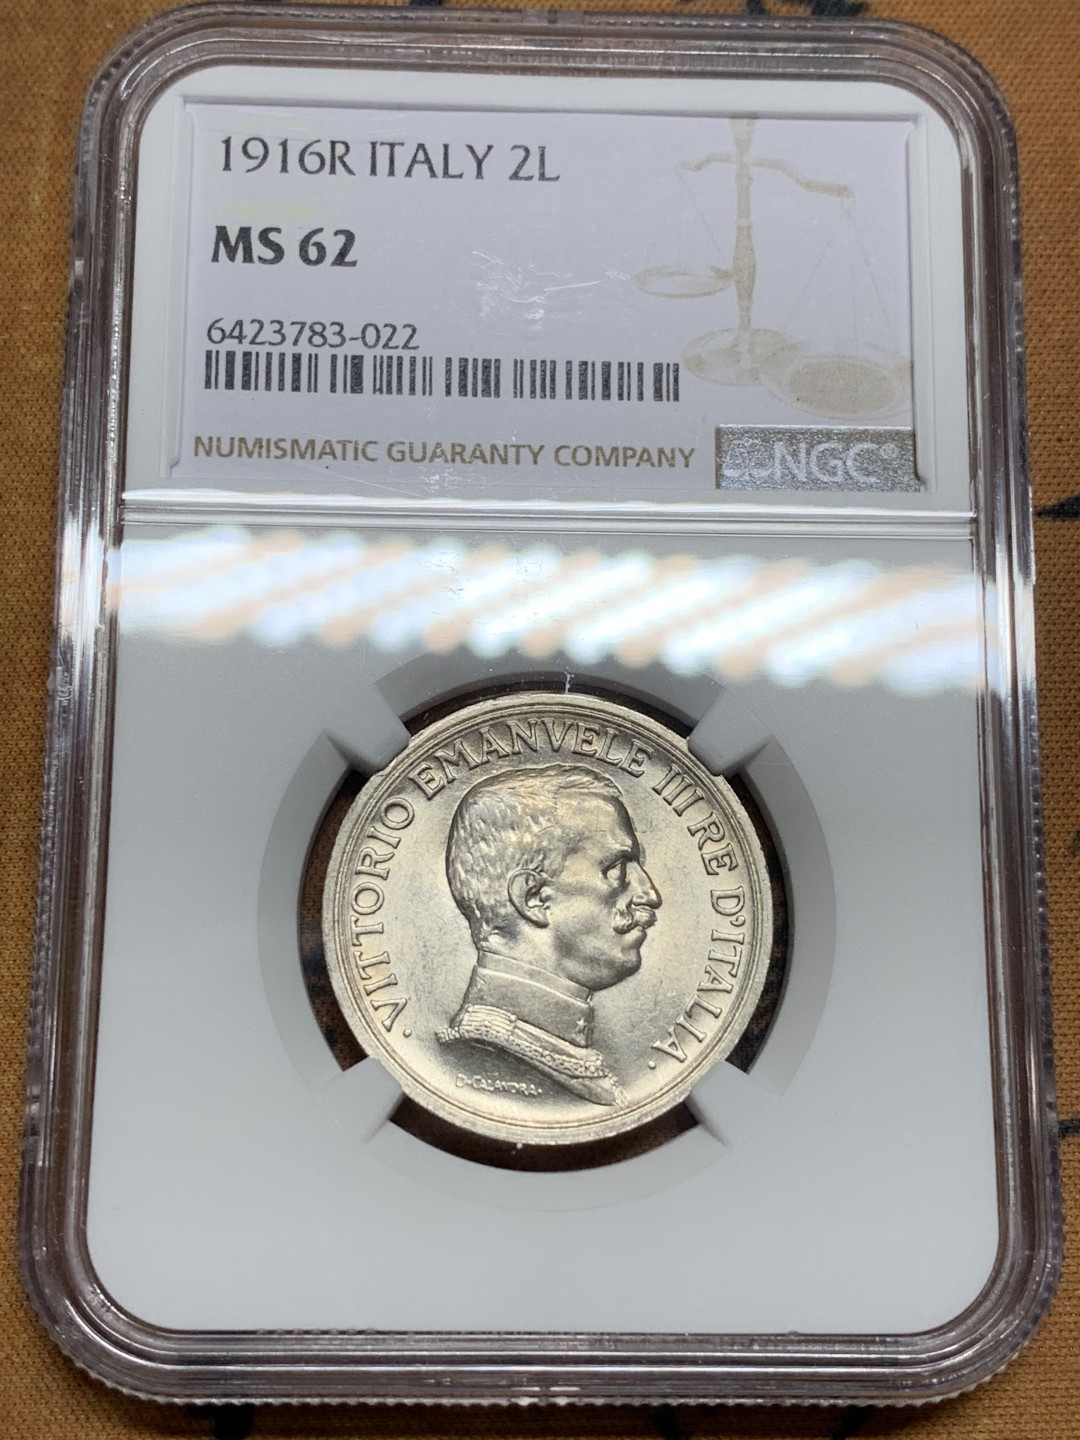 1916R ITALY 2L
MS 62
6423783-022
NUMISMATIC GUARANTY COMPANY
NGC®
· VITTORIO EMANVELE III RE D'ITALIA ·
D·CALANDRA·